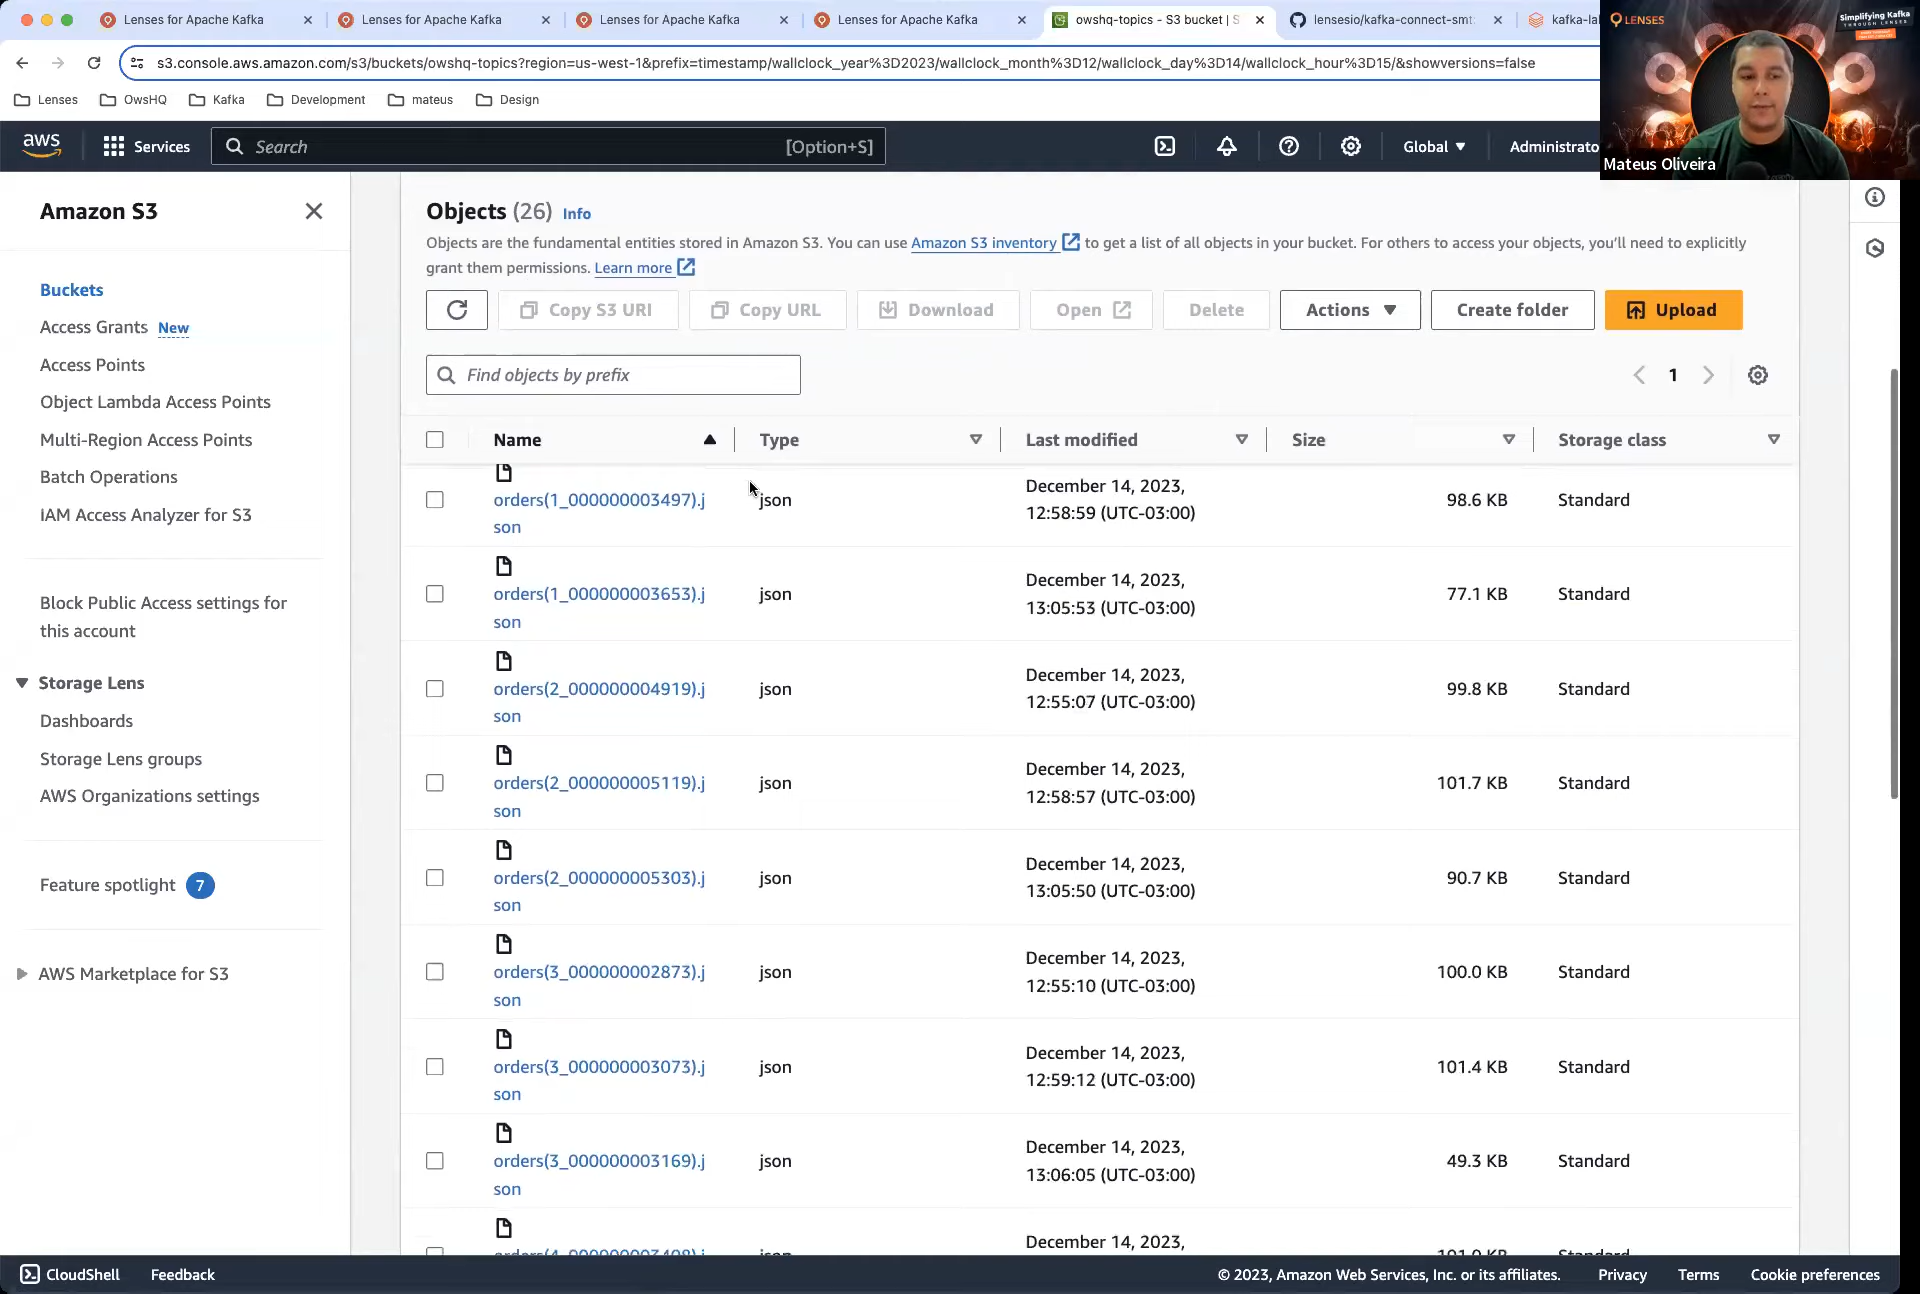 Lenses for Apache Kafka
Lenses for Apache Kafka
Lenses for Apache Kafka
Lenses for Apache Kafka
owshq-topics - S3 bucket | S
lensesio/kafka-connect-smt
kafka-la
s3.console.aws.amazon.com/s3/buckets/owshq-topics?region=us-west-1&prefix=timestamp/wallclock_year%3D2023/wallclock_month%3D12/wallclock_day%3D14/wallclock_hour%3D15/&showversions=false
Lenses
OwsHQ
Kafka
Development
mateus
Design
LENSES
Simplifying Kafka
THROUGH LENSES
Mateus Oliveira
aws
Services
Search
[Option+S]
Global
Administrato
Amazon S3
Buckets
Access Grants New
Access Points
Object Lambda Access Points
Multi-Region Access Points
Batch Operations
IAM Access Analyzer for S3
Block Public Access settings for
this account
Storage Lens
Dashboards
Storage Lens groups
AWS Organizations settings
Feature spotlight 7
AWS Marketplace for S3
Objects (26) Info
Objects are the fundamental entities stored in Amazon S3. You can use Amazon S3 inventory to get a list of all objects in your bucket. For others to access your objects, you'll need to explicitly
grant them permissions. Learn more
Copy S3 URI
Copy URL
Download
Open
Delete
Actions
Create folder
Upload
Find objects by prefix
1
Name
Type
Last modified
Size
Storage class
orders(1_000000003497).j
son
json
December 14, 2023,
12:58:59 (UTC-03:00)
98.6 KB
Standard
orders(1_000000003653).j
son
json
December 14, 2023,
13:05:53 (UTC-03:00)
77.1 KB
Standard
orders(2_000000004919).j
son
json
December 14, 2023,
12:55:07 (UTC-03:00)
99.8 KB
Standard
orders(2_000000005119).j
son
json
December 14, 2023,
12:58:57 (UTC-03:00)
101.7 KB
Standard
orders(2_000000005303).j
son
json
December 14, 2023,
13:05:50 (UTC-03:00)
90.7 KB
Standard
orders(3_000000002873).j
son
json
December 14, 2023,
12:55:10 (UTC-03:00)
100.0 KB
Standard
orders(3_000000003073).j
son
json
December 14, 2023,
12:59:12 (UTC-03:00)
101.4 KB
Standard
orders(3_000000003169).j
son
json
December 14, 2023,
13:06:05 (UTC-03:00)
49.3 KB
Standard
December 14, 2023,
CloudShell
Feedback
© 2023, Amazon Web Services, Inc. or its affiliates.
Privacy
Terms
Cookie preferences